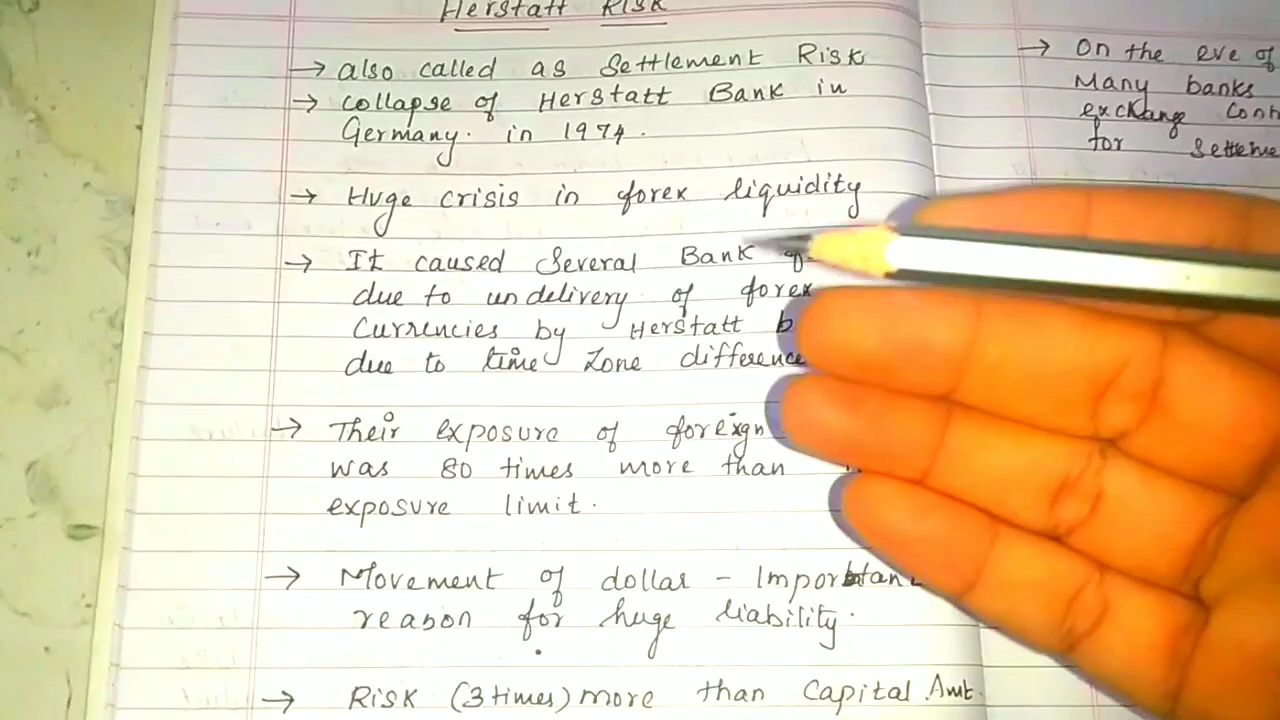 Herstatt Risk
→ also called as Settlement Risk
→ collapse of Herstatt Bank in
Germany. in 1974.
→ Huge crisis in forex liquidity
→ It caused Several Bank
due to undelivery of forex
Currencies by Herstatt
due to time zone difference
→ Their exposure of foreign
was 80 times more than
exposure limit.
→ Movement of dollar - Important
reason for huge liability.
→ Risk (3 times) more than Capital Amt.
→ On the eve of
Many banks
exchange
for